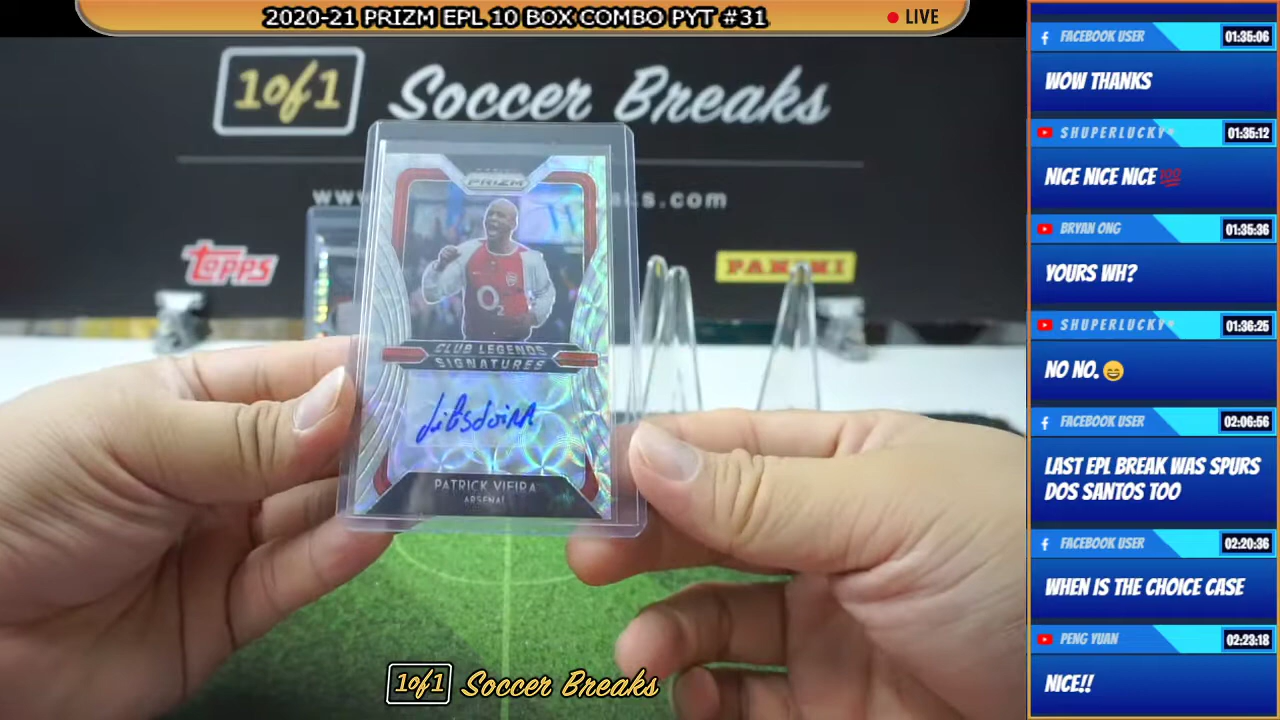 2020-21 PRIZM EPL 10 BOX COMBO PYT #31
LIVE
1of1 Soccer Breaks
ks.com
topps
PANINI
PRIZM
O2
CLUB LEGENDS
SIGNATURES
PATRICK VIEIRA
ARSENAL
1of1 Soccer Breaks
FACEBOOK USER 01:35:06
WOW THANKS
SHUPERLUCKY 01:35:12
NICE NICE NICE 💯
BRYAN ONG 01:35:36
YOURS WH?
SHUPERLUCKY 01:36:25
NO NO. 😄
FACEBOOK USER 02:06:56
LAST EPL BREAK WAS SPURS
DOS SANTOS TOO
FACEBOOK USER 02:20:36
WHEN IS THE CHOICE CASE
PENG YUAN 02:23:18
NICE!!